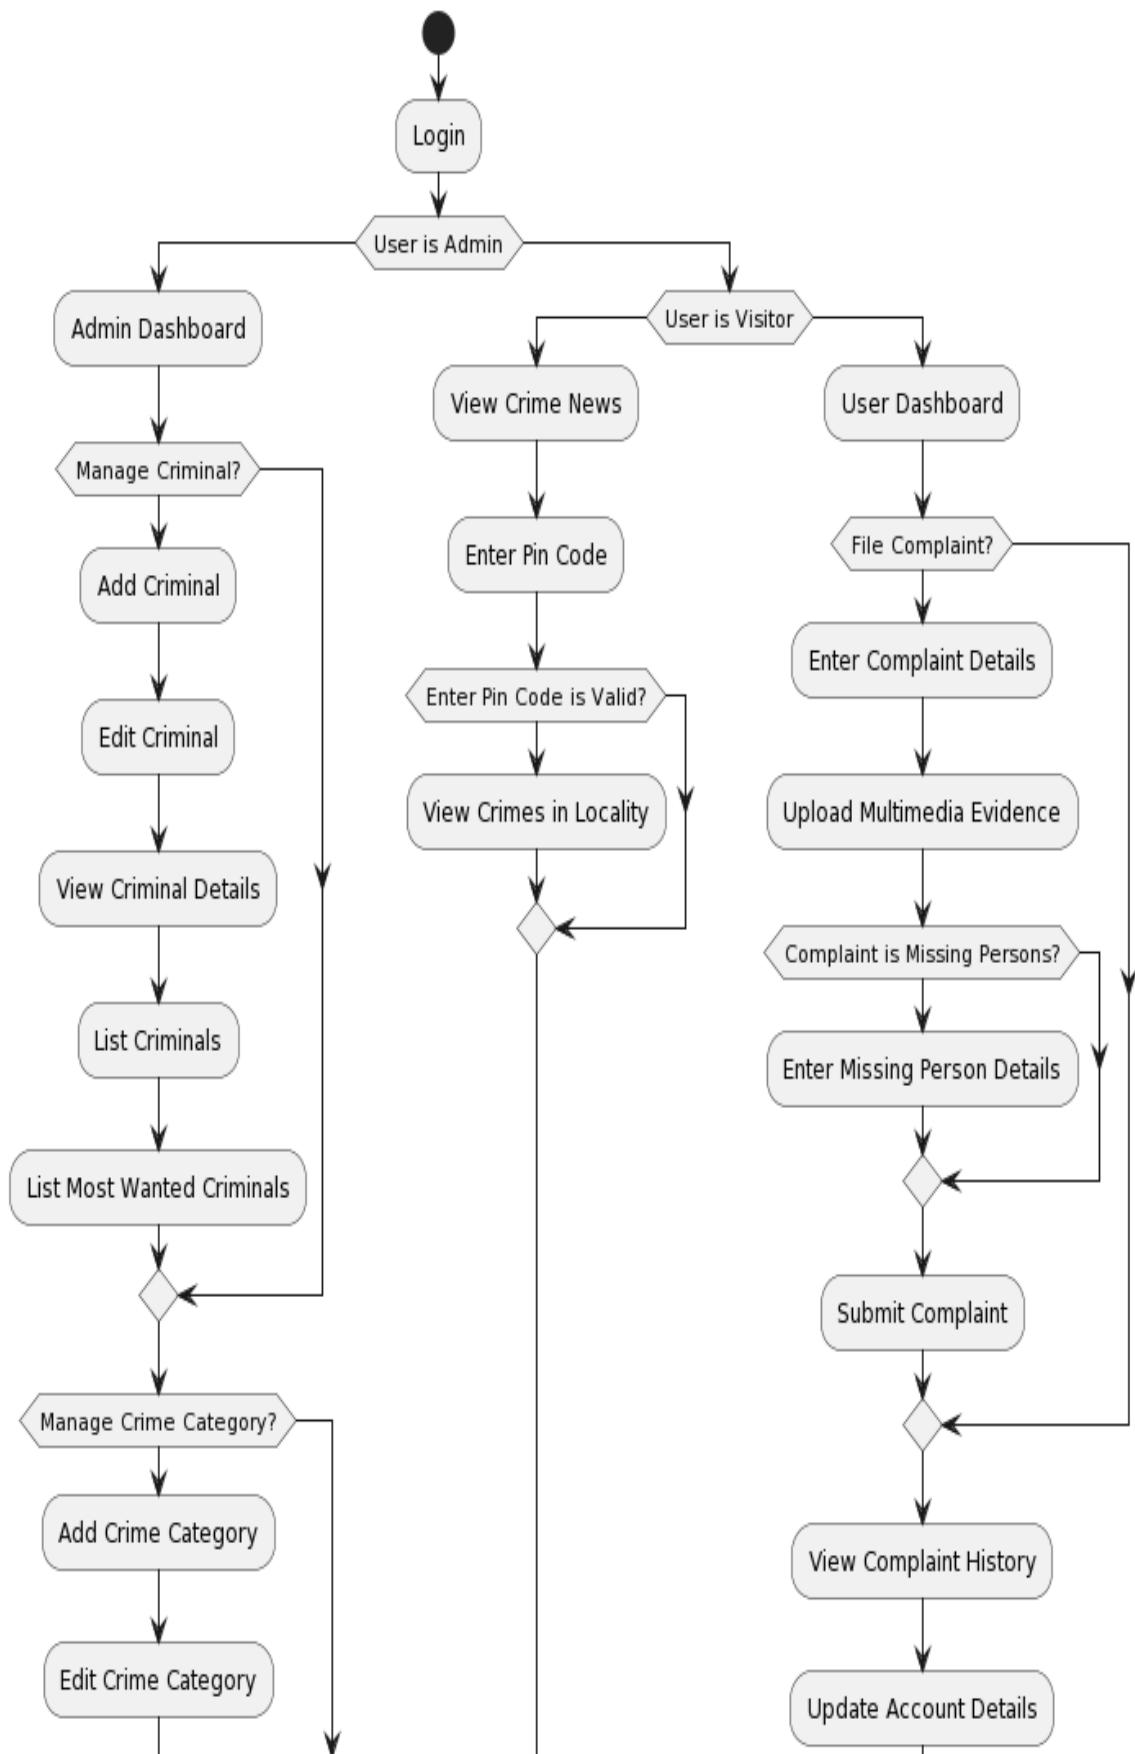 Login
User is Admin
Admin Dashboard
Manage Criminal?
Add Criminal
Edit Criminal
View Criminal Details
List Criminals
List Most Wanted Criminals
Manage Crime Category?
Add Crime Category
Edit Crime Category
User is Visitor
View Crime News
Enter Pin Code
Enter Pin Code is Valid?
View Crimes in Locality
User Dashboard
File Complaint?
Enter Complaint Details
Upload Multimedia Evidence
Complaint is Missing Persons?
Enter Missing Person Details
Submit Complaint
View Complaint History
Update Account Details